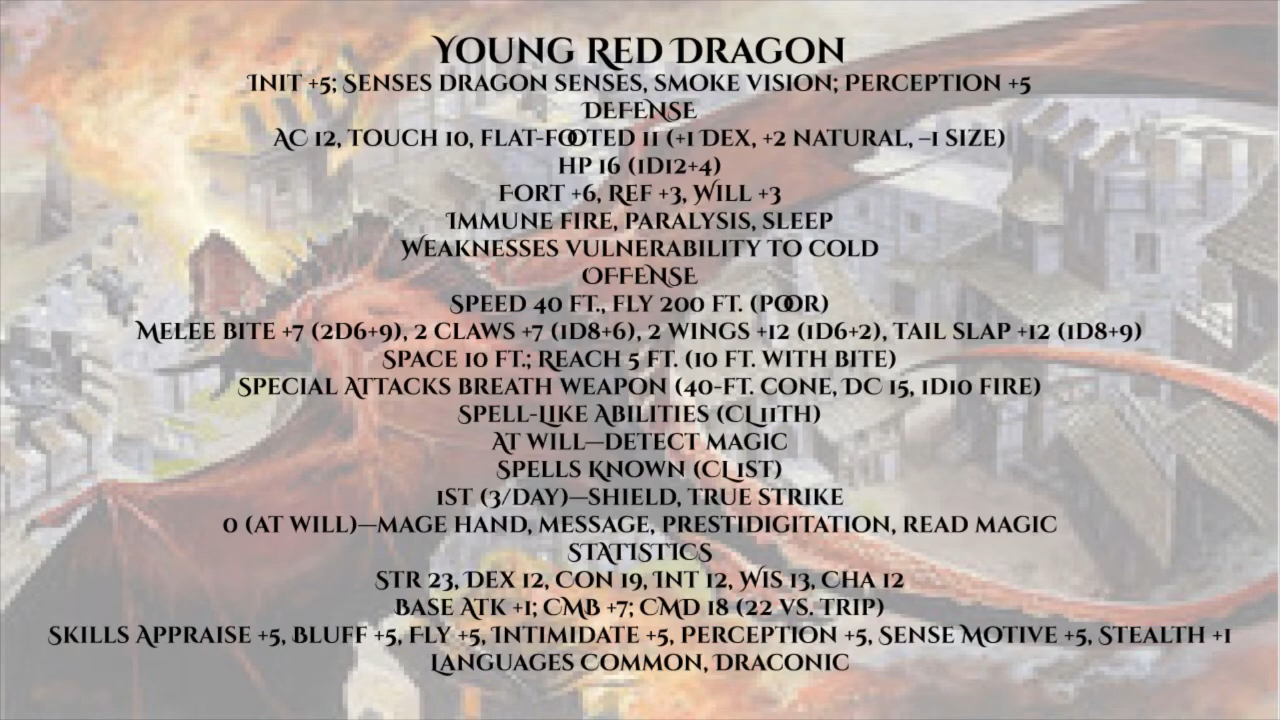 Young Red Dragon
Init +5; Senses dragon senses, smoke vision; Perception +5
DEFENSE
AC 12, touch 10, flat-footed 11 (+1 Dex, +2 natural, –1 size)
hp 16 (1d12+4)
Fort +6, Ref +3, Will +3
Immune fire, paralysis, sleep
Weaknesses vulnerability to cold
OFFENSE
Speed 40 ft., fly 200 ft. (poor)
Melee bite +7 (2d6+9), 2 claws +7 (1d8+6), 2 wings +12 (1d6+2), tail slap +12 (1d8+9)
Space 10 ft.; Reach 5 ft. (10 ft. with bite)
Special Attacks breath weapon (40-ft. cone, DC 15, 1d10 fire)
Spell-Like Abilities (CL 11th)
At will—detect magic
Spells Known (CL 1st)
1st (3/day)—shield, true strike
0 (at will)—mage hand, message, prestidigitation, read magic
STATISTICS
Str 23, Dex 12, Con 19, Int 12, Wis 13, Cha 12
Base Atk +1; CMB +7; CMD 18 (22 vs. trip)
Skills Appraise +5, Bluff +5, Fly +5, Intimidate +5, Perception +5, Sense Motive +5, Stealth +1
Languages Common, Draconic